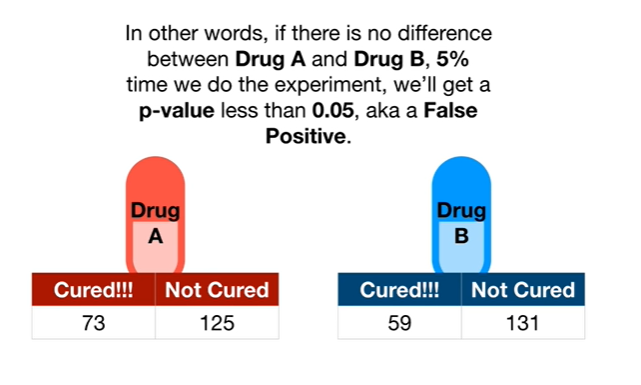 In other words, if there is no difference
between Drug A and Drug B, 5%
time we do the experiment, we’ll get a
p-value less than 0.05, aka a False
Positive.
Drug
A
Drug
B
Cured!!! Not Cured
73 125
Cured!!! Not Cured
59 131